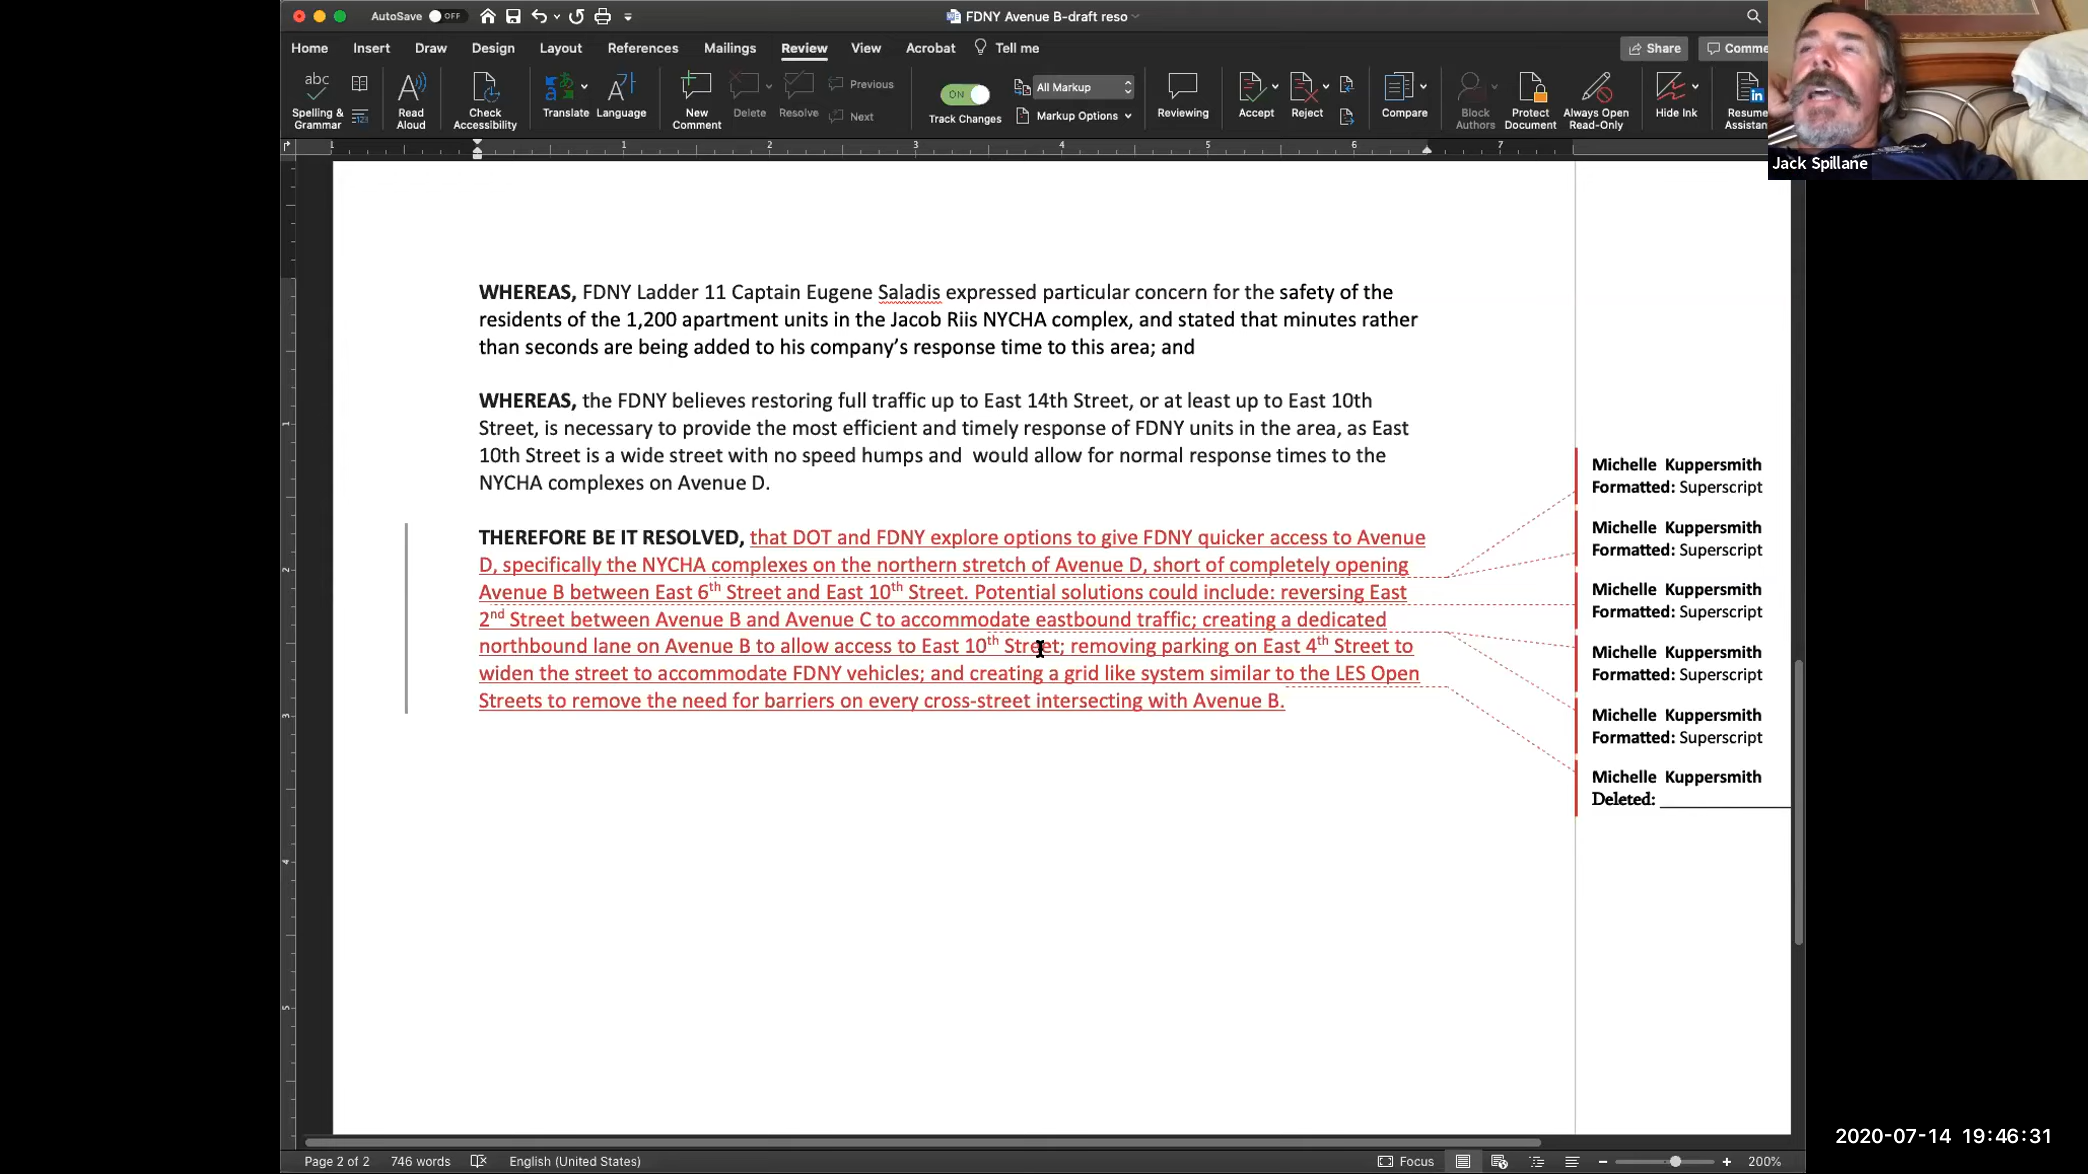 AutoSave OFF
FDNY Avenue B-draft reso
Home Insert Draw Design Layout References Mailings Review View Acrobat Tell me
Share
abc
Spelling & Grammar
Read Aloud
Check Accessibility
Translate
Language
New Comment
Delete
Resolve
Previous
Next
ON
Track Changes
All Markup
Markup Options
Reviewing
Accept
Reject
Compare
Block Authors
Protect Document
Always Open Read-Only
Hide Ink
Jack Spillane
1 1 2 3 4 5 6 7
WHEREAS, FDNY Ladder 11 Captain Eugene Saladis expressed particular concern for the safety of the
residents of the 1,200 apartment units in the Jacob Riis NYCHA complex, and stated that minutes rather
than seconds are being added to his company’s response time to this area; and
WHEREAS, the FDNY believes restoring full traffic up to East 14th Street, or at least up to East 10th
Street, is necessary to provide the most efficient and timely response of FDNY units in the area, as East
10th Street is a wide street with no speed humps and would allow for normal response times to the
NYCHA complexes on Avenue D.
THEREFORE BE IT RESOLVED, that DOT and FDNY explore options to give FDNY quicker access to Avenue
D, specifically the NYCHA complexes on the northern stretch of Avenue D, short of completely opening
Avenue B between East 6th Street and East 10th Street. Potential solutions could include: reversing East
2nd Street between Avenue B and Avenue C to accommodate eastbound traffic; creating a dedicated
northbound lane on Avenue B to allow access to East 10th Street; removing parking on East 4th Street to
widen the street to accommodate FDNY vehicles; and creating a grid like system similar to the LES Open
Streets to remove the need for barriers on every cross-street intersecting with Avenue B.
Michelle Kuppersmith
Formatted: Superscript
Michelle Kuppersmith
Formatted: Superscript
Michelle Kuppersmith
Formatted: Superscript
Michelle Kuppersmith
Formatted: Superscript
Michelle Kuppersmith
Formatted: Superscript
Michelle Kuppersmith
Deleted:
1 2 3 4 5
2020-07-14 19:46:31
Page 2 of 2 746 words English (United States) Focus 200%